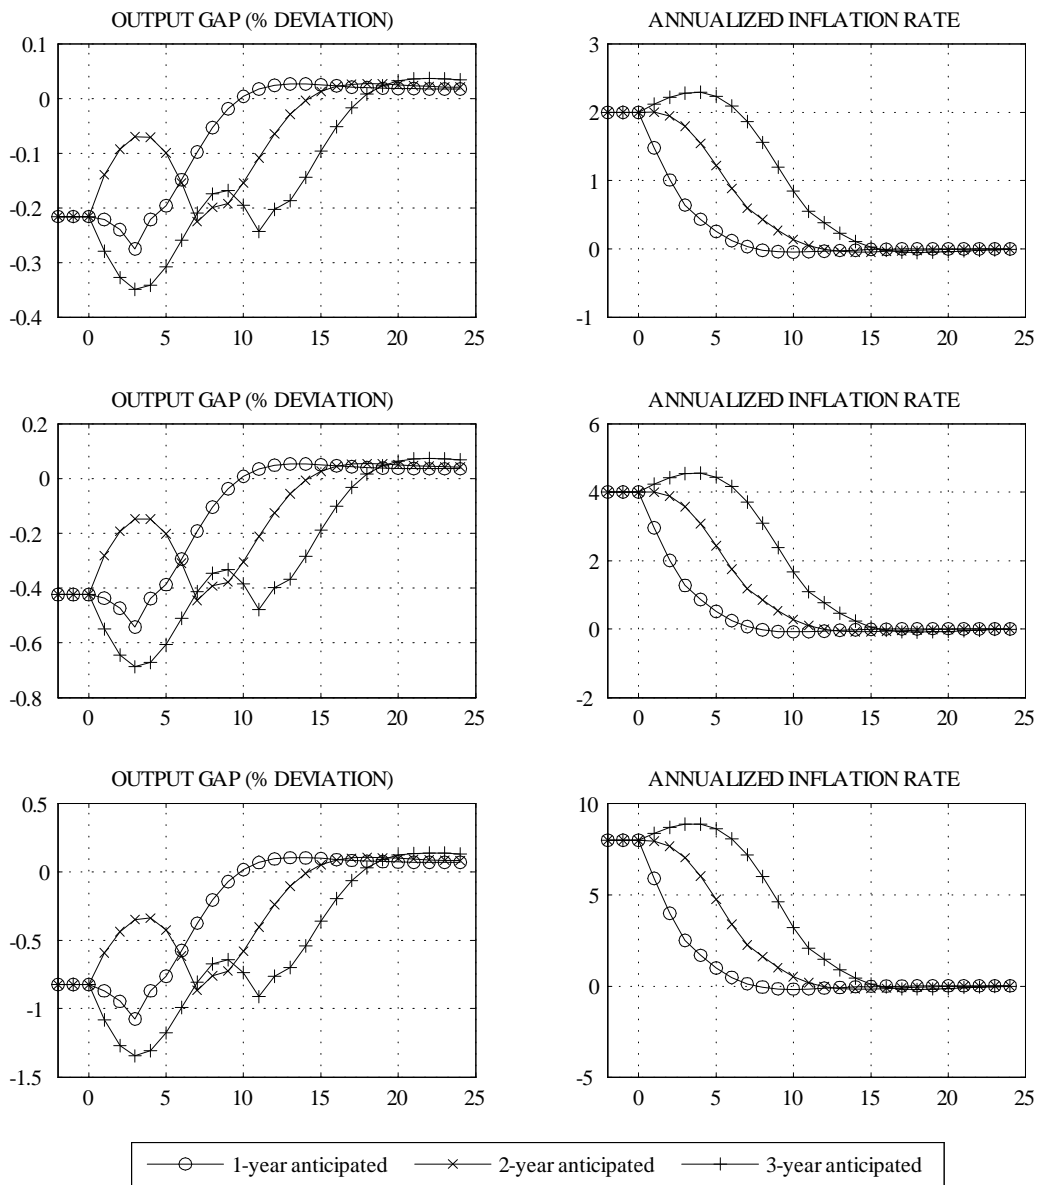 OUTPUT GAP (% DEVIATION)
ANNUALIZED INFLATION RATE
0.1
0
-0.1
-0.2
-0.3
-0.4
0 5 10 15 20 25
3
2
1
0
-1
0 5 10 15 20 25
OUTPUT GAP (% DEVIATION)
ANNUALIZED INFLATION RATE
0.2
0
-0.2
-0.4
-0.6
-0.8
0 5 10 15 20 25
6
4
2
0
-2
0 5 10 15 20 25
OUTPUT GAP (% DEVIATION)
ANNUALIZED INFLATION RATE
0.5
0
-0.5
-1
-1.5
0 5 10 15 20 25
10
5
0
-5
0 5 10 15 20 25
1-year anticipated 2-year anticipated 3-year anticipated